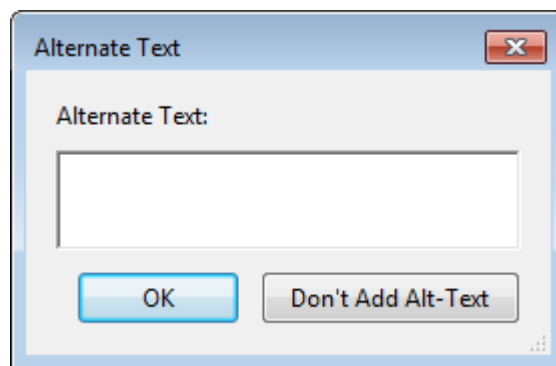 Alternate Text
Alternate Text:
OK
Don't Add Alt-Text